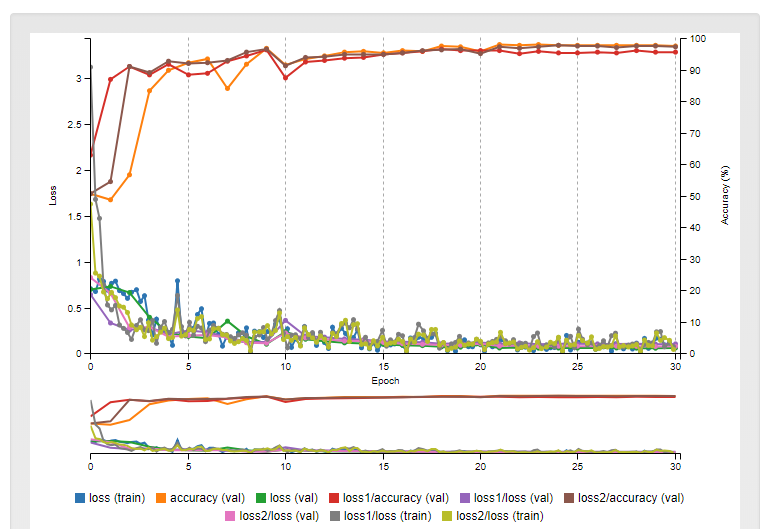 100
90
3
80
2.5
70
60
2
Loss
50
Accuracy (%)
1.5
40
30
1
20
0.5
10
0
0
0 5 10 15 20 25 30
Epoch
0 5 10 15 20 25 30
loss (train) accuracy (val) loss (val) loss1/accuracy (val) loss1/loss (val) loss2/accuracy (val)
loss2/loss (val) loss1/loss (train) loss2/loss (train)